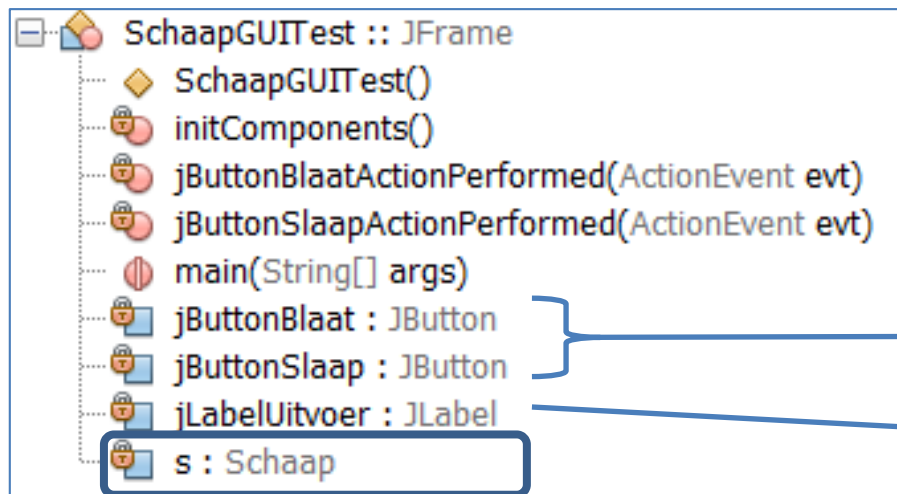 SchaapGUITest :: JFrame
SchaapGUITest()
initComponents()
jButtonBlaatActionPerformed(ActionEvent evt)
jButtonSlaapActionPerformed(ActionEvent evt)
main(String[] args)
jButtonBlaat : JButton
jButtonSlaap : JButton
jLabelUitvoer : JLabel
s : Schaap